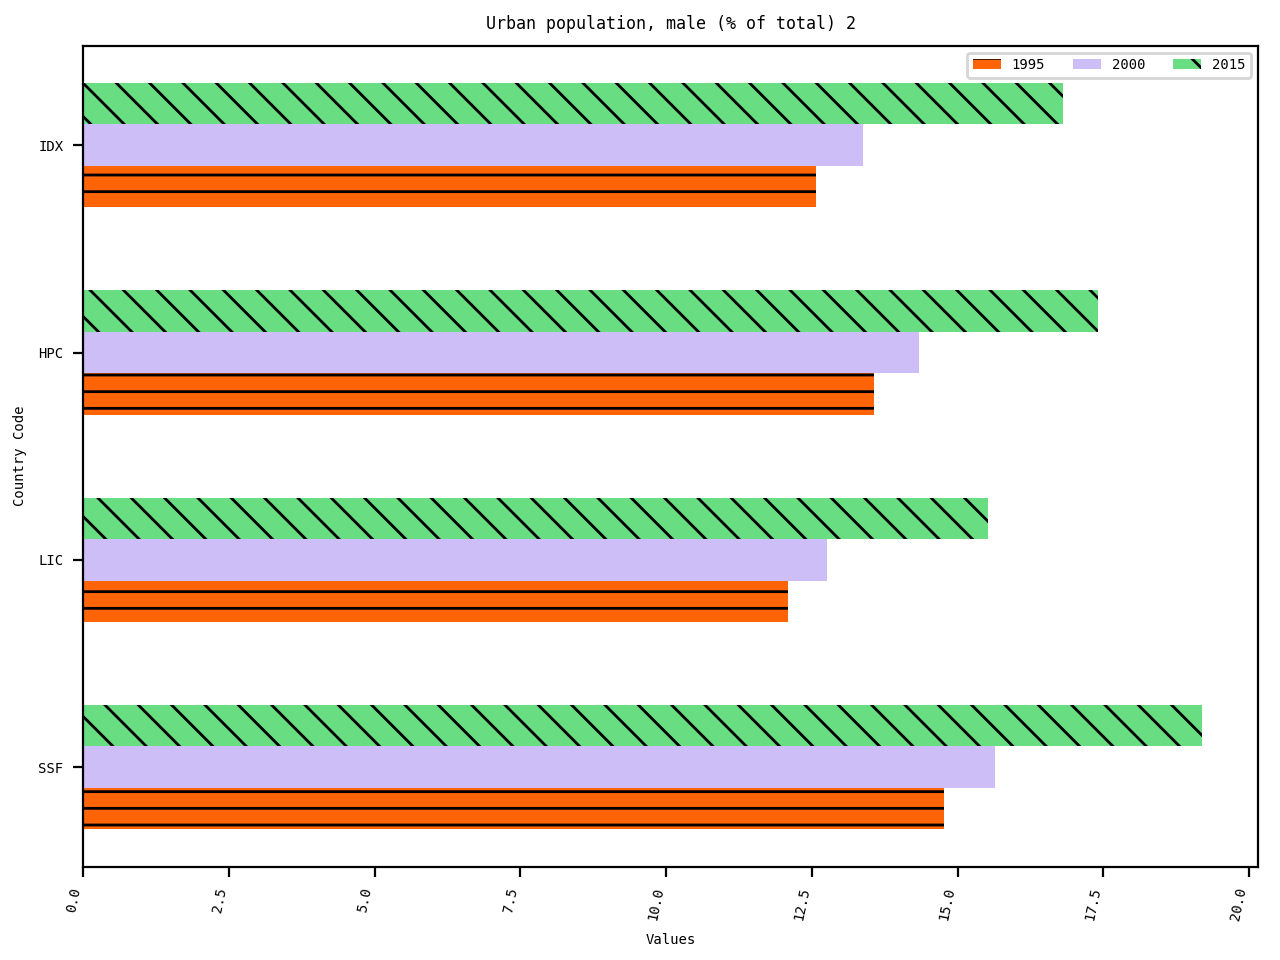 Urban population, male (% of total) 2
1995 2000 2015
IDX
HPC
LIC
SSF
Country Code
0.0 2.5 5.0 7.5 10.0 12.5 15.0 17.5 20.0
Values